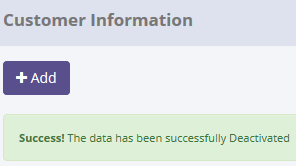 Customer Information
+ Add
Success! The data has been successfully Deactivated